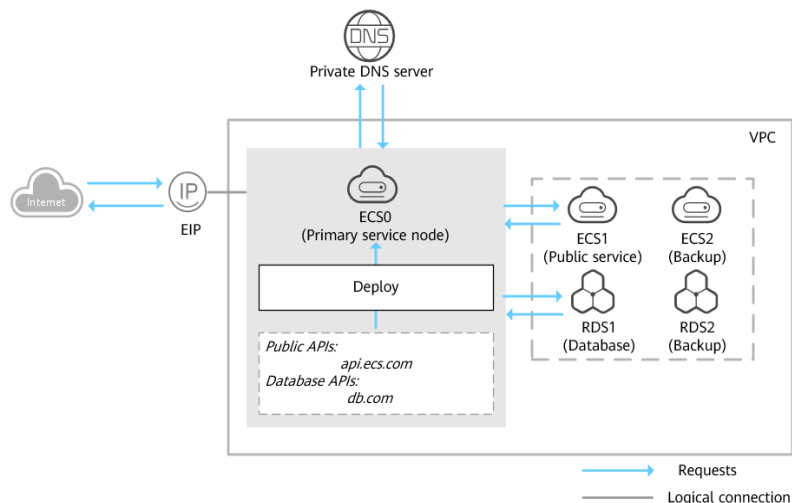 DNS
Private DNS server
VPC
Internet
IP
EIP
ECS0
(Primary service node)
ECS1
(Public service)
ECS2
(Backup)
Deploy
RDS1
(Database)
RDS2
(Backup)
Public APIs:
api.ecs.com
Database APIs:
db.com
Requests
Logical connection